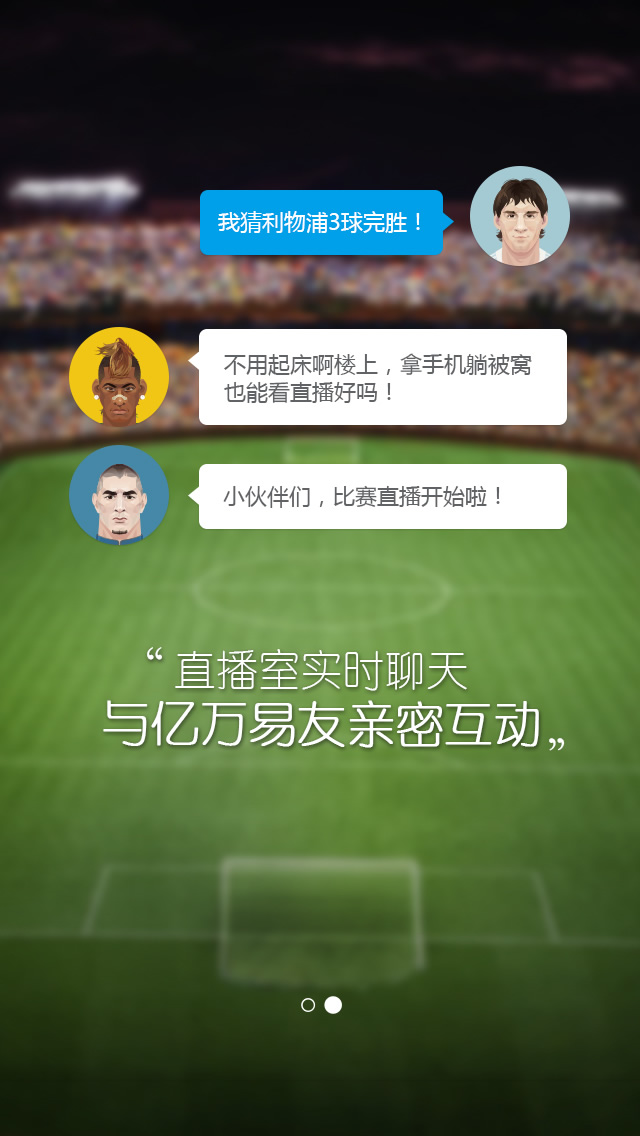 我猜利物浦3球完胜！
不用起床啊楼上，拿手机躺被窝
也能看直播好吗！
小伙伴们，比赛直播开始啦！
“直播室实时聊天
与亿万易友亲密互动”